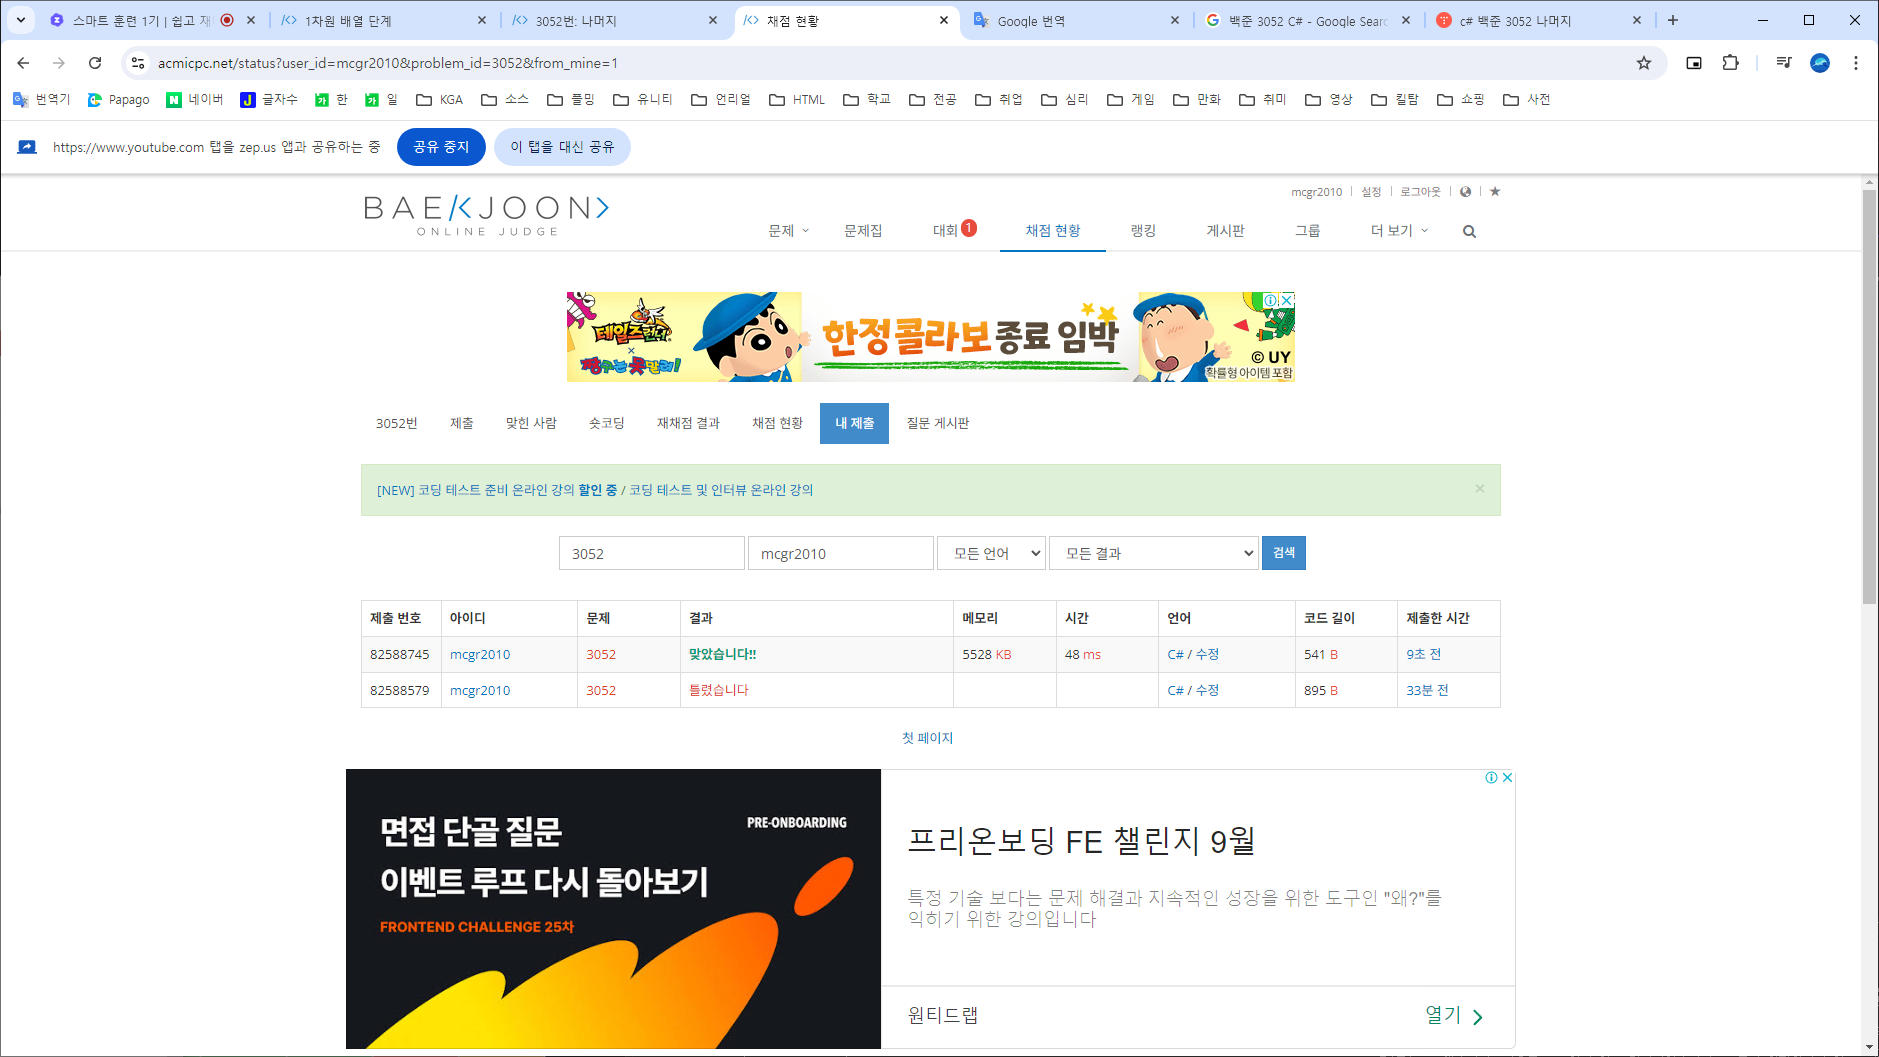 스마트 훈련 1기 | 쉽고 재
1차원 배열 단계
3052번: 나머지
채점 현황
Google 번역
백준 3052 C# - Google Searc
c# 백준 3052 나머지
acmicpc.net/status?user_id=mcgr2010&problem_id=3052&from_mine=1
번역기 Papago 네이버 글자수 한 일 KGA 소스 플밍 유니티 언리얼 HTML 학교 전공 취업 심리 게임 만화 취미 영상 킬탐 쇼핑 사전
https://www.youtube.com 탭을 zep.us 앱과 공유하는 중 공유 중지 이 탭을 대신 공유
mcgr2010 | 설정 | 로그아웃
BAEKJOON
ONLINE JUDGE
문제 문제집 대회 1 채점 현황 랭킹 게시판 그룹 더 보기
테일즈런너
×
짱구는 못말려!
한정콜라보 종료 임박
© UY
확률형 아이템 포함
3052번 제출 맞힌 사람 숏코딩 재채점 결과 채점 현황 내 제출 질문 게시판
[NEW] 코딩 테스트 준비 온라인 강의 할인 중 / 코딩 테스트 및 인터뷰 온라인 강의 ×
3052 mcgr2010 모든 언어 모든 결과 검색
제출 번호 아이디 문제 결과 메모리 시간 언어 코드 길이 제출한 시간
82588745 mcgr2010 3052 맞았습니다!! 5528 KB 48 ms C# / 수정 541 B 9초 전
82588579 mcgr2010 3052 틀렸습니다 C# / 수정 895 B 33분 전
첫 페이지
면접 단골 질문
PRE-ONBOARDING
이벤트 루프 다시 돌아보기
FRONTEND CHALLENGE 25차
프리온보딩 FE 챌린지 9월
특정 기술 보다는 문제 해결과 지속적인 성장을 위한 도구인 "왜?"를
익히기 위한 강의입니다
원티드랩
열기